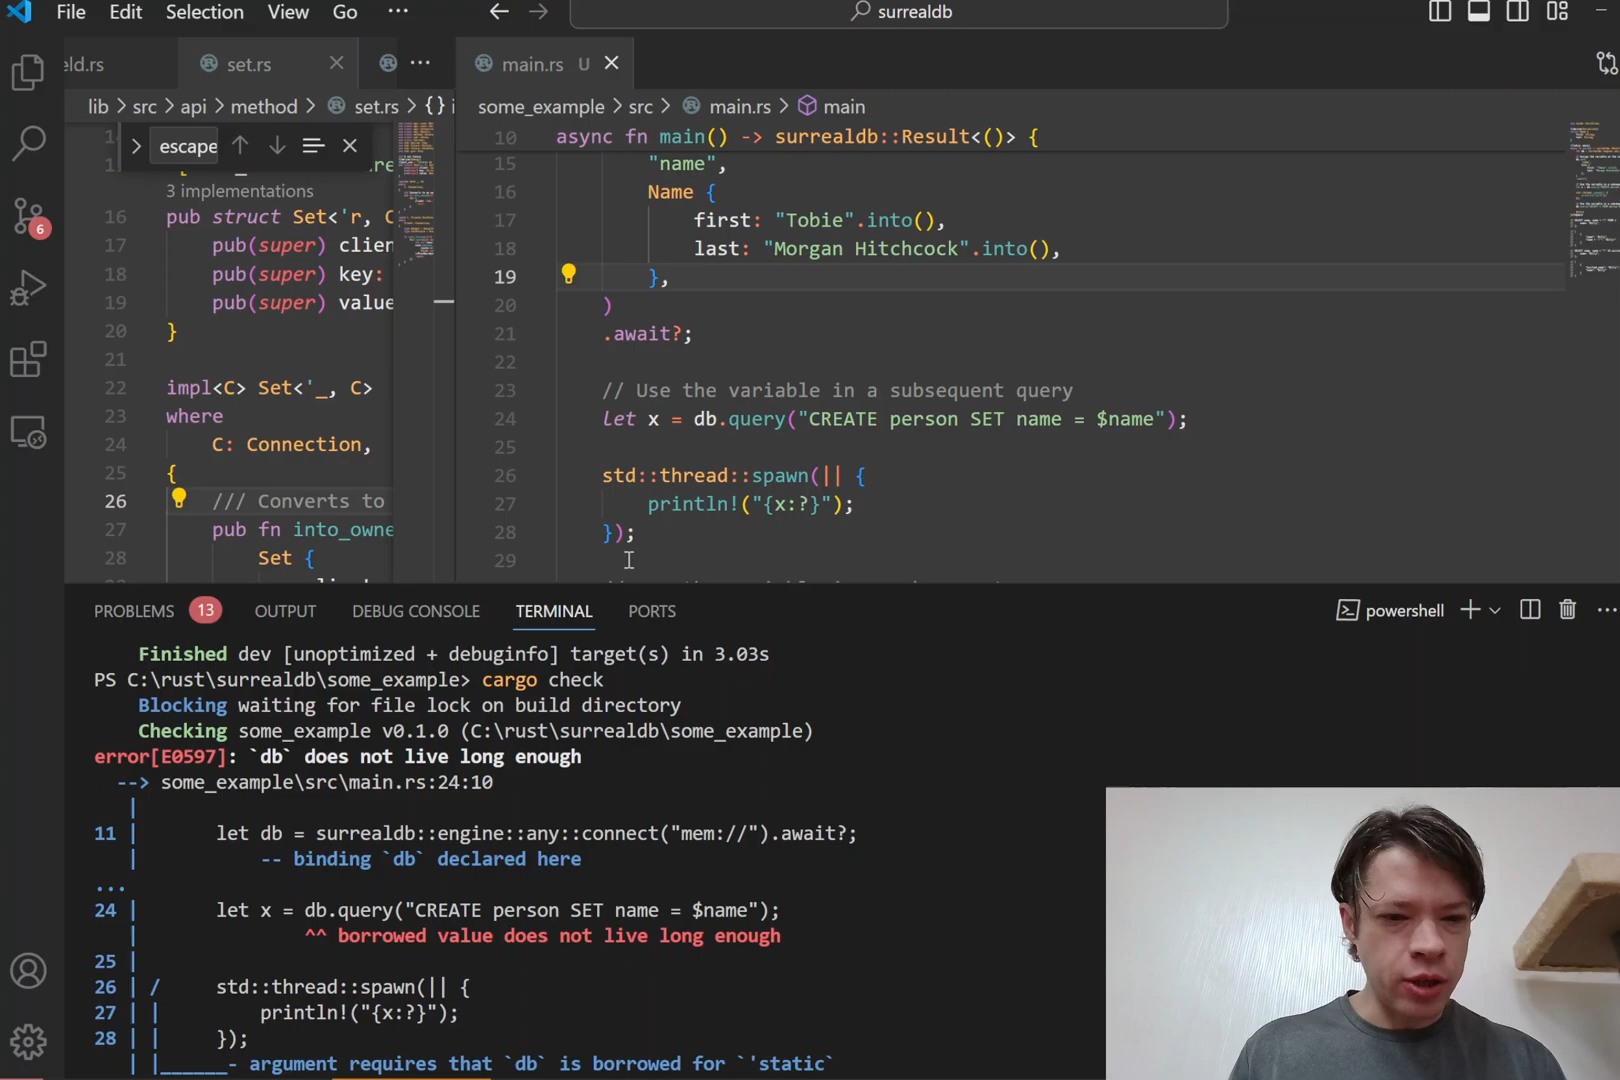 File Edit Selection View Go ··· surrealdb
eld.rs set.rs ··· main.rs U
lib > src > api > method > set.rs > {} i
some_example > src > main.rs > main
escape
3 implementations
16 pub struct Set<'r, C
17 pub(super) clien
18 pub(super) key:
19 pub(super) value
20 }
21
22 impl<C> Set<'_, C>
23 where
24 C: Connection,
25 {
26 /// Converts to
27 pub fn into_owne
28 Set {
10 async fn main() -> surrealdb::Result<()> {
15 "name",
16 Name {
17 first: "Tobie".into(),
18 last: "Morgan Hitchcock".into(),
19 },
20 )
21 .await?;
22
23 // Use the variable in a subsequent query
24 let x = db.query("CREATE person SET name = $name");
25
26 std::thread::spawn(|| {
27 println!("{x:?}");
28 });
29
PROBLEMS 13 OUTPUT DEBUG CONSOLE TERMINAL PORTS powershell
Finished dev [unoptimized + debuginfo] target(s) in 3.03s
PS C:\rust\surrealdb\some_example> cargo check
Blocking waiting for file lock on build directory
Checking some_example v0.1.0 (C:\rust\surrealdb\some_example)
error[E0597]: `db` does not live long enough
--> some_example\src\main.rs:24:10
|
11 | let db = surrealdb::engine::any::connect("mem://").await?;
| -- binding `db` declared here
...
24 | let x = db.query("CREATE person SET name = $name");
| ^^ borrowed value does not live long enough
25 |
26 | / std::thread::spawn(|| {
27 | | println!("{x:?}");
28 | | });
| |______- argument requires that `db` is borrowed for `'static`
6